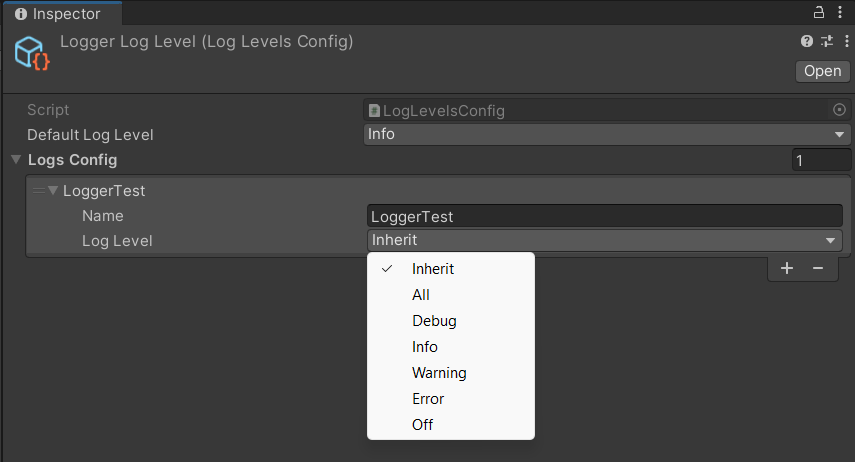 Inspector
Logger Log Level (Log Levels Config)
Open
Script
LogLevelsConfig
Default Log Level
Info
Logs Config
1
LoggerTest
Name
LoggerTest
Log Level
Inherit
Inherit
All
Debug
Info
Warning
Error
Off